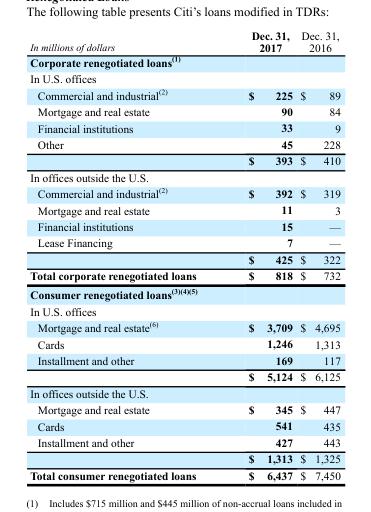 The following table presents Citi's loans modified in TDRs:
In millions of dollars Dec. 31, 2017 Dec. 31, 2016
Corporate renegotiated loans(1)
In U.S. offices
Commercial and industrial(2) $ 225 $ 89
Mortgage and real estate 90 84
Financial institutions 33 9
Other 45 228
$ 393 $ 410
In offices outside the U.S.
Commercial and industrial(2) $ 392 $ 319
Mortgage and real estate 11 3
Financial institutions 15 —
Lease Financing 7 —
$ 425 $ 322
Total corporate renegotiated loans $ 818 $ 732
Consumer renegotiated loans(3)(4)(5)
In U.S. offices
Mortgage and real estate(6) $ 3,709 $ 4,695
Cards 1,246 1,313
Installment and other 169 117
$ 5,124 $ 6,125
In offices outside the U.S.
Mortgage and real estate $ 345 $ 447
Cards 541 435
Installment and other 427 443
$ 1,313 $ 1,325
Total consumer renegotiated loans $ 6,437 $ 7,450
(1) Includes $715 million and $445 million of non-accrual loans included in